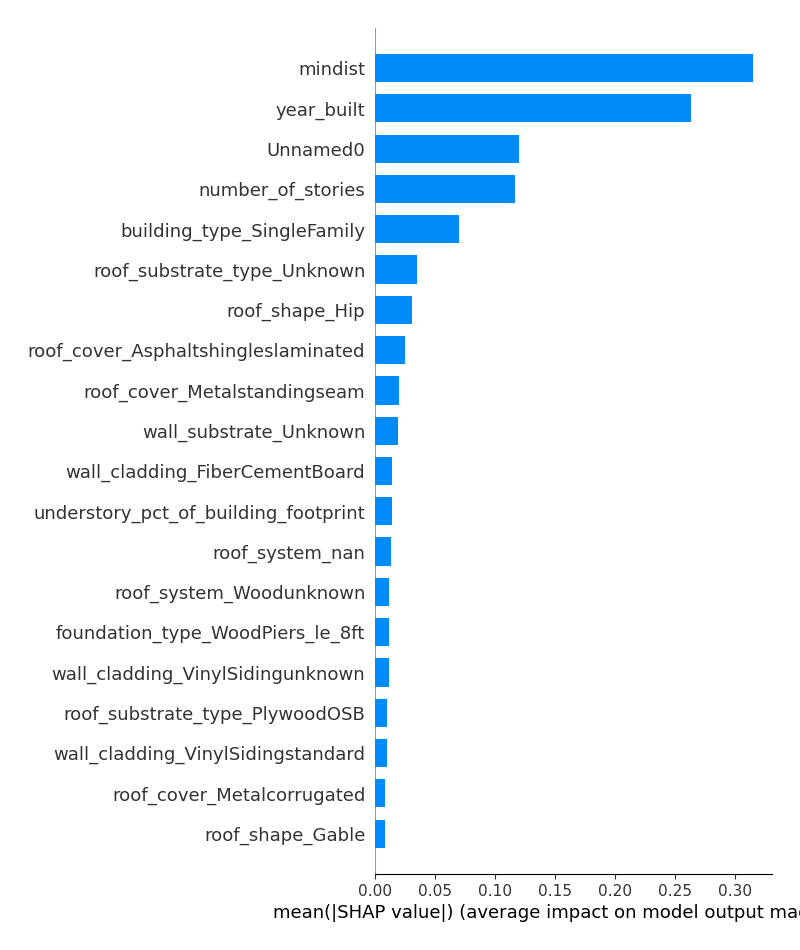 mindist
year_built
Unnamed0
number_of_stories
building_type_SingleFamily
roof_substrate_type_Unknown
roof_shape_Hip
roof_cover_Asphaltshingleslaminated
roof_cover_Metalstandingseam
wall_substrate_Unknown
wall_cladding_FiberCementBoard
understory_pct_of_building_footprint
roof_system_nan
roof_system_Woodunknown
foundation_type_WoodPiers_le_8ft
wall_cladding_VinylSidingunknown
roof_substrate_type_PlywoodOSB
wall_cladding_VinylSidingstandard
roof_cover_Metalcorrugated
roof_shape_Gable
0.00 0.05 0.10 0.15 0.20 0.25 0.30
mean(|SHAP value|) (average impact on model output